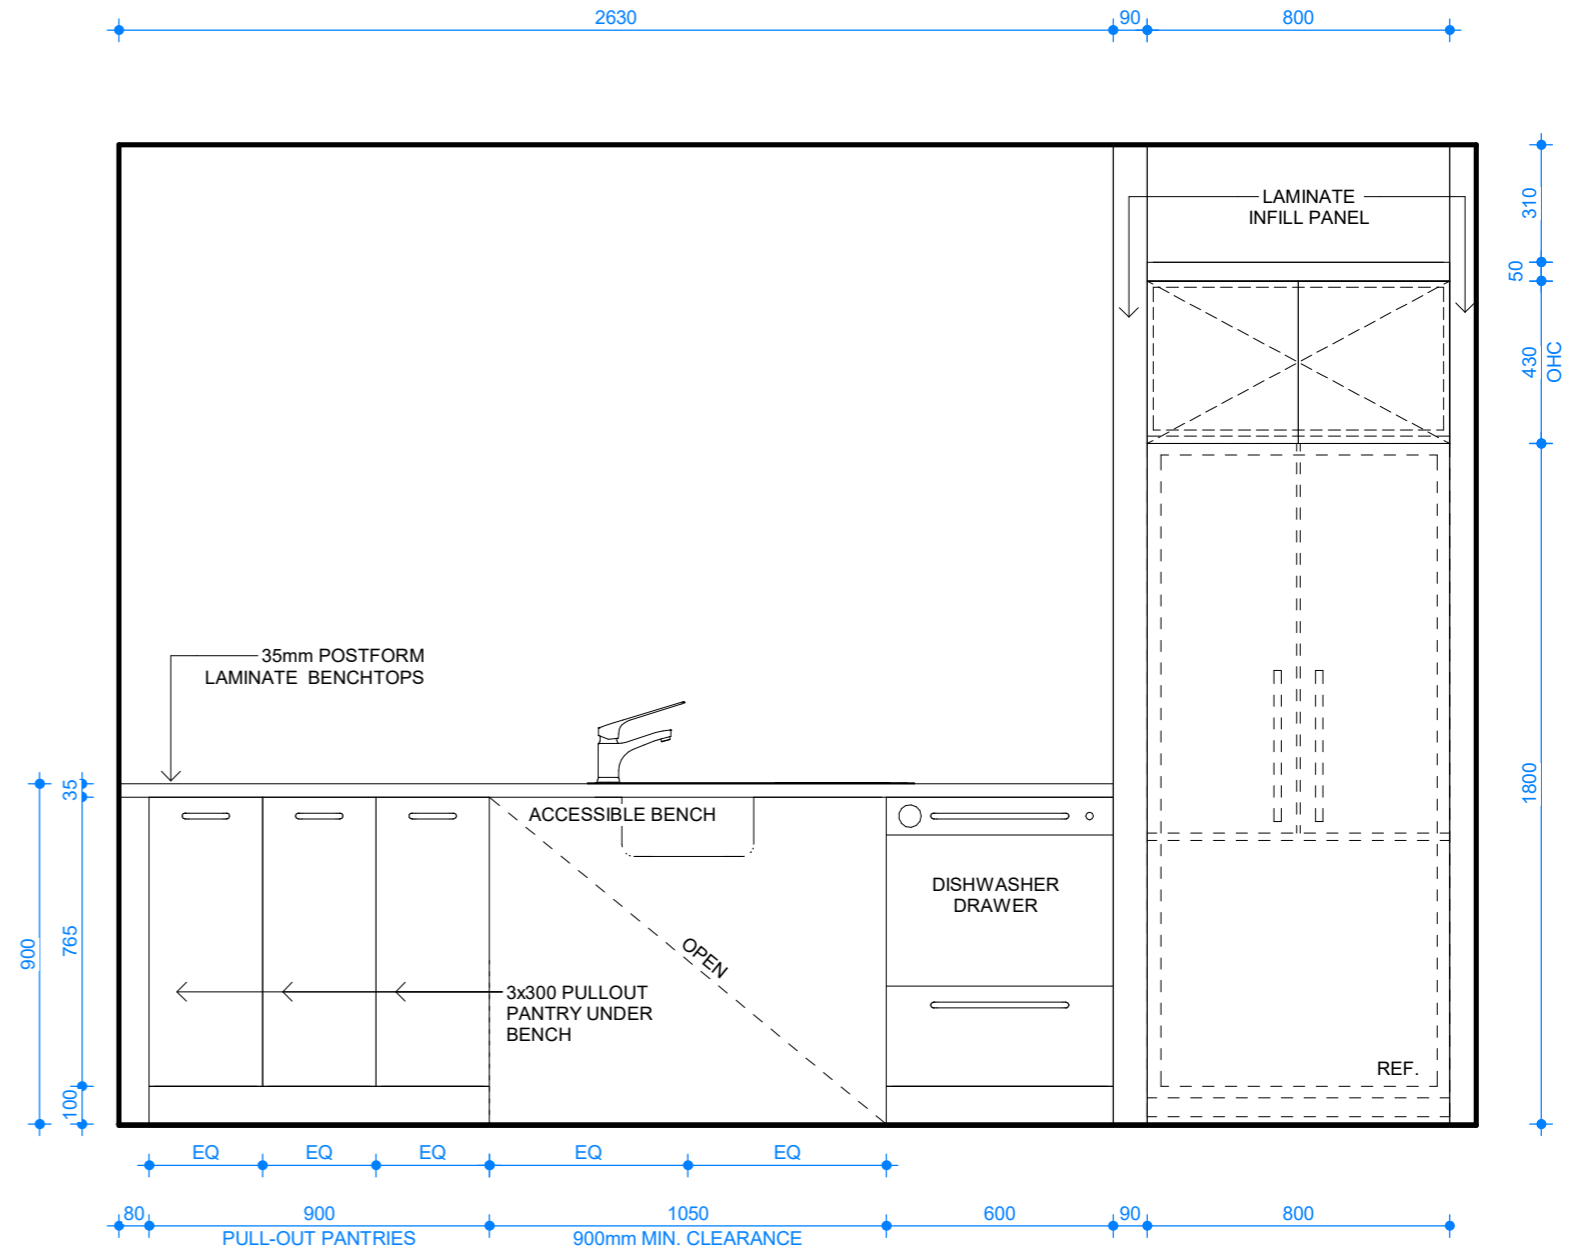 2630
90
800
LAMINATE
INFILL PANEL
310
50
430
OHC
1800
35mm POSTFORM
LAMINATE BENCHTOPS
35
765
100
900
ACCESSIBLE BENCH
OPEN
DISHWASHER
DRAWER
3x300 PULLOUT
PANTRY UNDER
BENCH
REF.
EQ
EQ
EQ
EQ
EQ
80
900
1050
600
90
800
PULL-OUT PANTRIES
900mm MIN. CLEARANCE